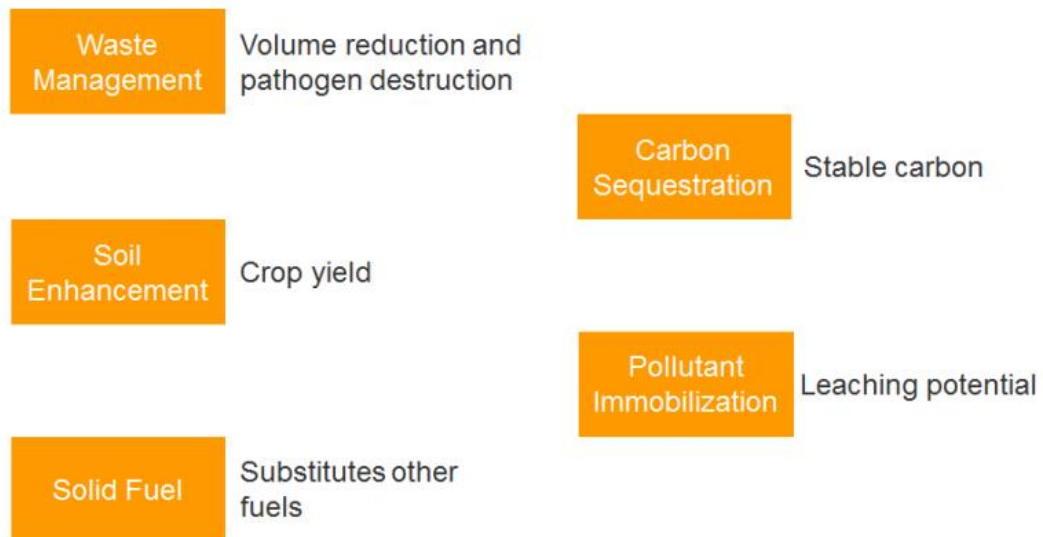 Waste
Management
Volume reduction and
pathogen destruction
Carbon
Sequestration
Stable carbon
Soil
Enhancement
Crop yield
Pollutant
Immobilization
Leaching potential
Solid Fuel
Substitutes other
fuels